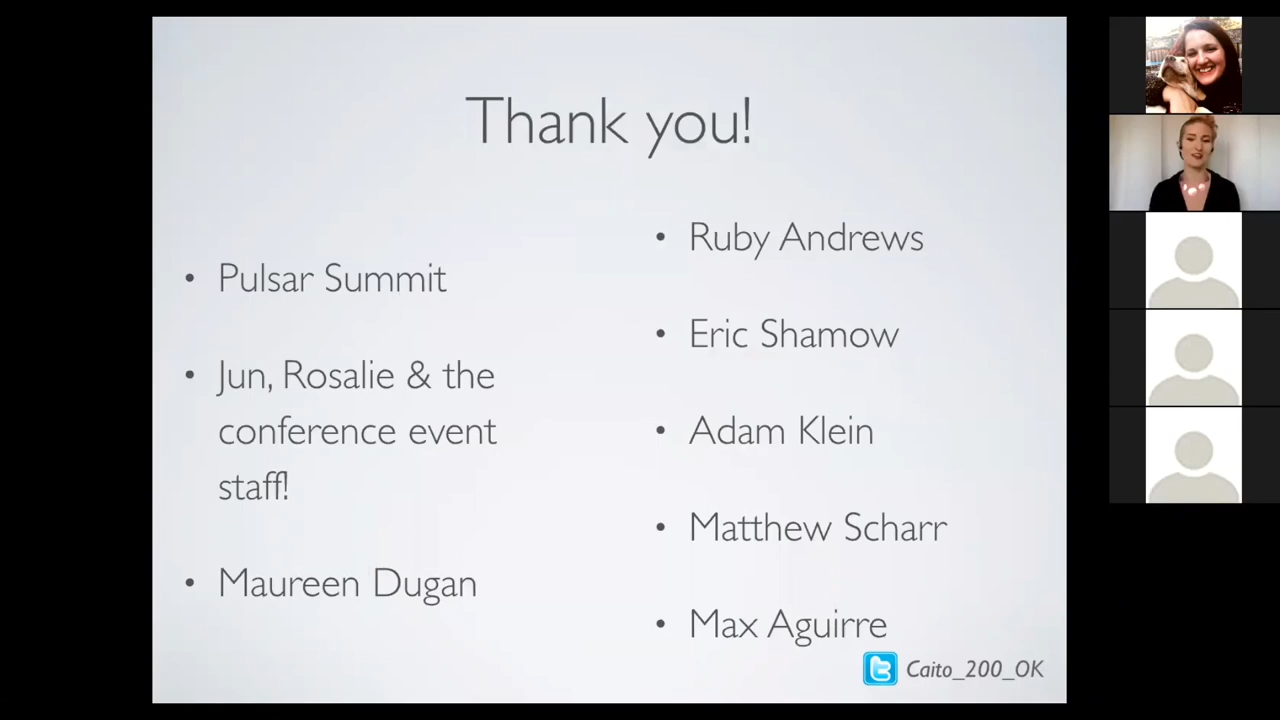 Thank you!
• Pulsar Summit
• Jun, Rosalie & the
conference event
staff!
• Maureen Dugan
• Ruby Andrews
• Eric Shamow
• Adam Klein
• Matthew Scharr
• Max Aguirre
Caito_200_OK